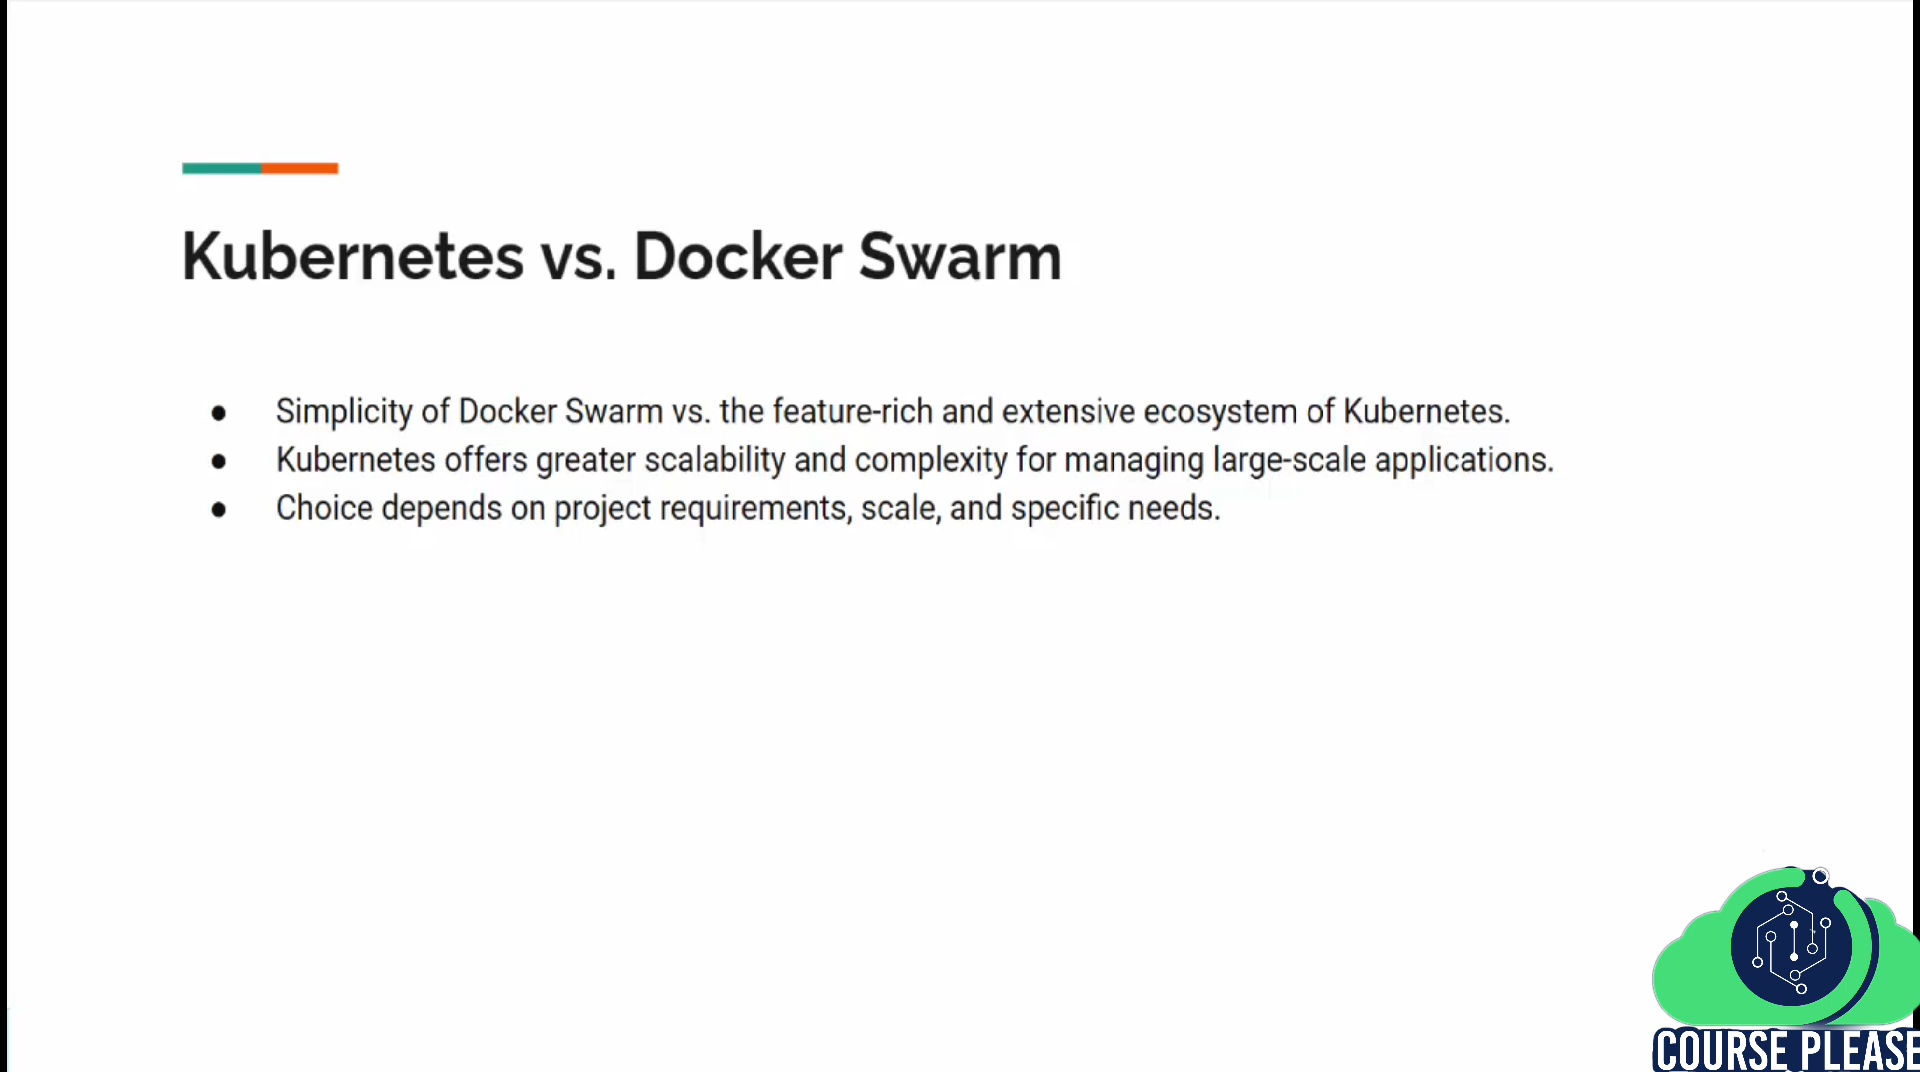 Kubernetes vs. Docker Swarm
● Simplicity of Docker Swarm vs. the feature-rich and extensive ecosystem of Kubernetes.
● Kubernetes offers greater scalability and complexity for managing large-scale applications.
● Choice depends on project requirements, scale, and specific needs.
COURSE PLEASE